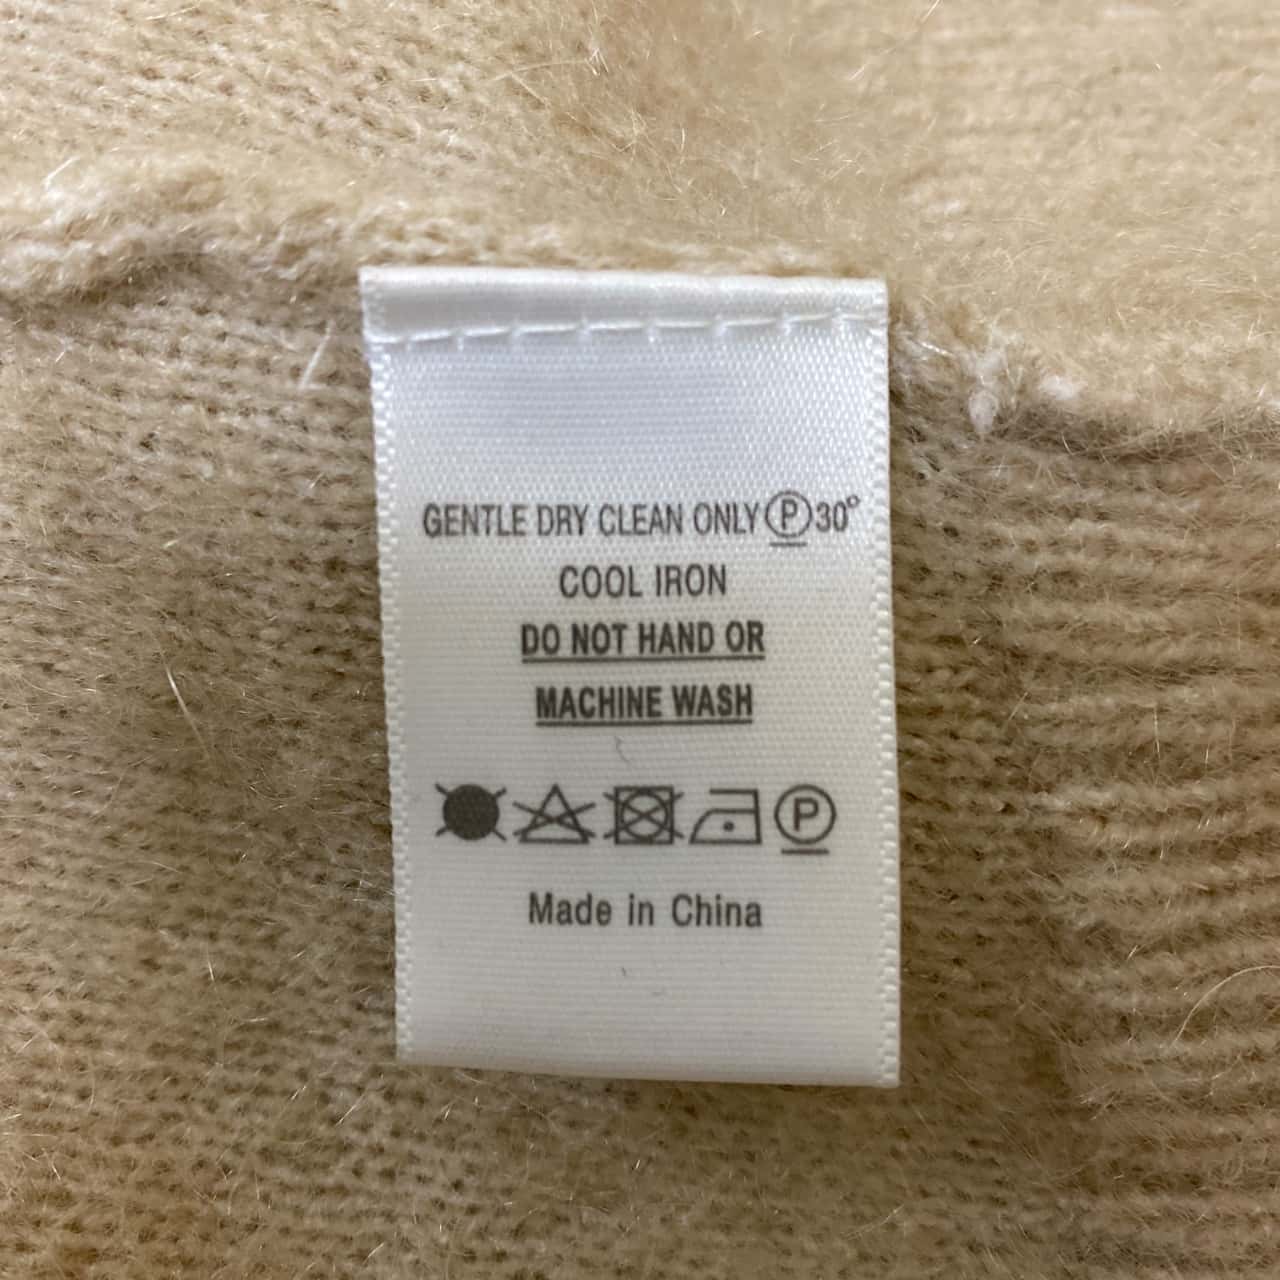 GENTLE DRY CLEAN ONLY Ⓟ 30°
COOL IRON
DO NOT HAND OR
MACHINE WASH
Ⓟ
Made in China